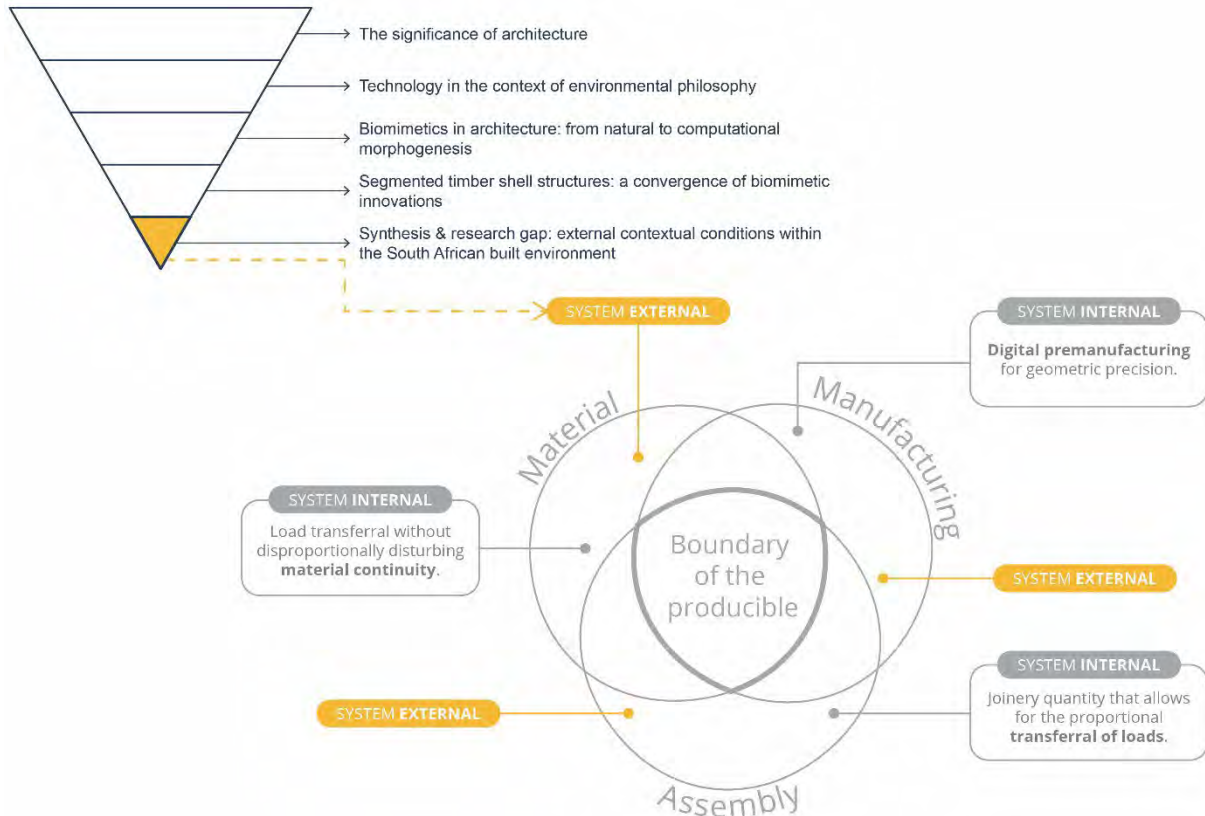 The significance of architecture
Technology in the context of environmental philosophy
Biomimetics in architecture: from natural to computational
morphogenesis
Segmented timber shell structures: a convergence of biomimetic
innovations
Synthesis & research gap: external contextual conditions within
the South African built environment
SYSTEM EXTERNAL
SYSTEM INTERNAL
Digital premanufacturing
for geometric precision.
Material
Manufacturing
SYSTEM INTERNAL
Load transferral without
disproportionally disturbing
material continuity.
Boundary
of the
producible
SYSTEM EXTERNAL
SYSTEM INTERNAL
Joinery quantity that allows
for the proportional
transferral of loads.
SYSTEM EXTERNAL
Assembly